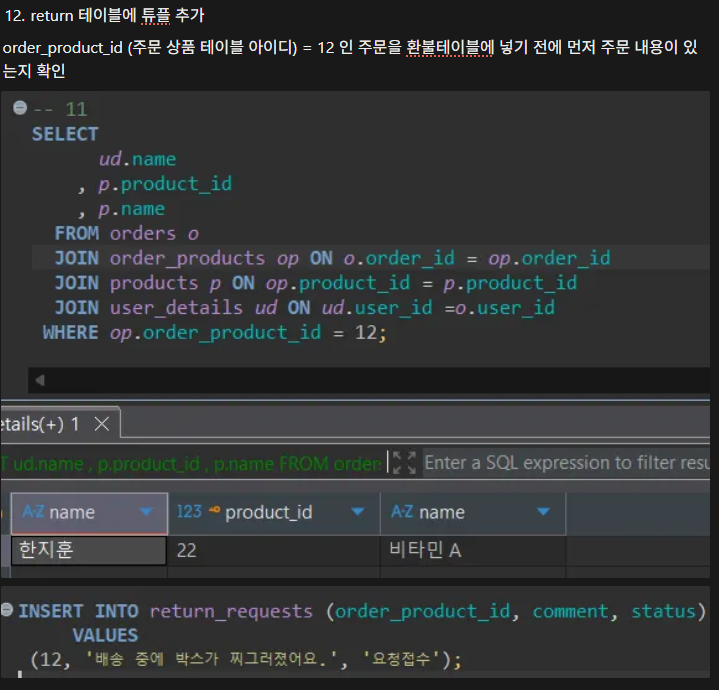 12. return 테이블에 튜플 추가
order_product_id (주문 상품 테이블 아이디) = 12 인 주문을 환불테이블에 넣기 전에 먼저 주문 내용이 있
는지 확인
-- 11
SELECT
ud.name
, p.product_id
, p.name
FROM orders o
JOIN order_products op ON o.order_id = op.order_id
JOIN products p ON op.product_id = p.product_id
JOIN user_details ud ON ud.user_id =o.user_id
WHERE op.order_product_id = 12;
etails(+) 1
T ud.name , p.product_id , p.name FROM orders Enter a SQL expression to filter resu
A-Z name 123 product_id A-Z name
한지훈 22 비타민 A
INSERT INTO return_requests (order_product_id, comment, status)
VALUES
(12, '배송 중에 박스가 찌그러졌어요.', '요청접수');